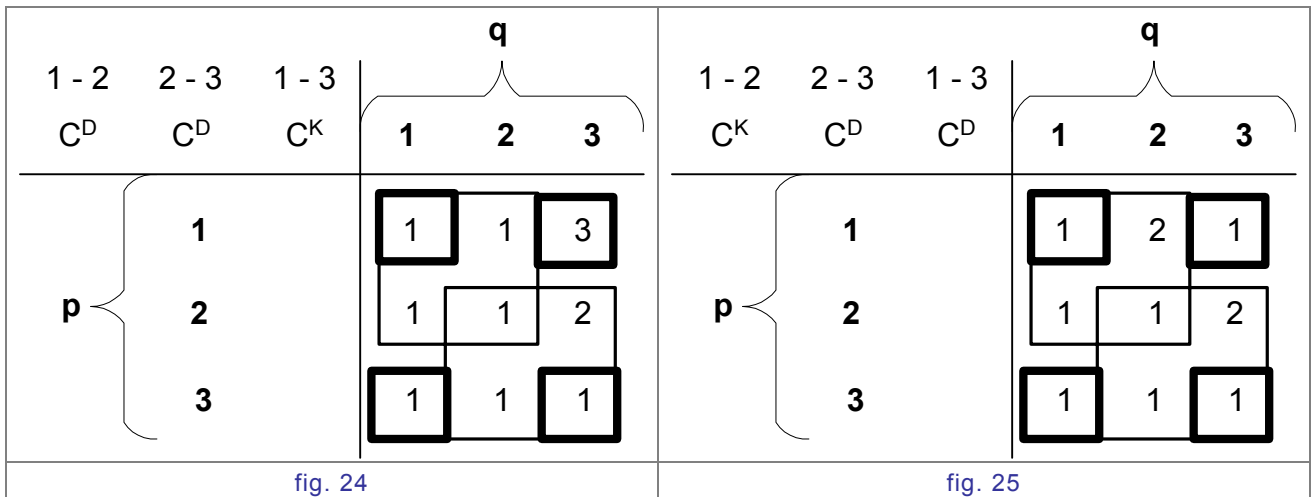 q
1 - 2 2 - 3 1 - 3
C^D C^D C^K 1 2 3
1 1 1 3
p 2 1 1 2
3 1 1 1
fig. 24
q
1 - 2 2 - 3 1 - 3
C^K C^D C^D 1 2 3
1 1 2 1
p 2 1 1 2
3 1 1 1
fig. 25